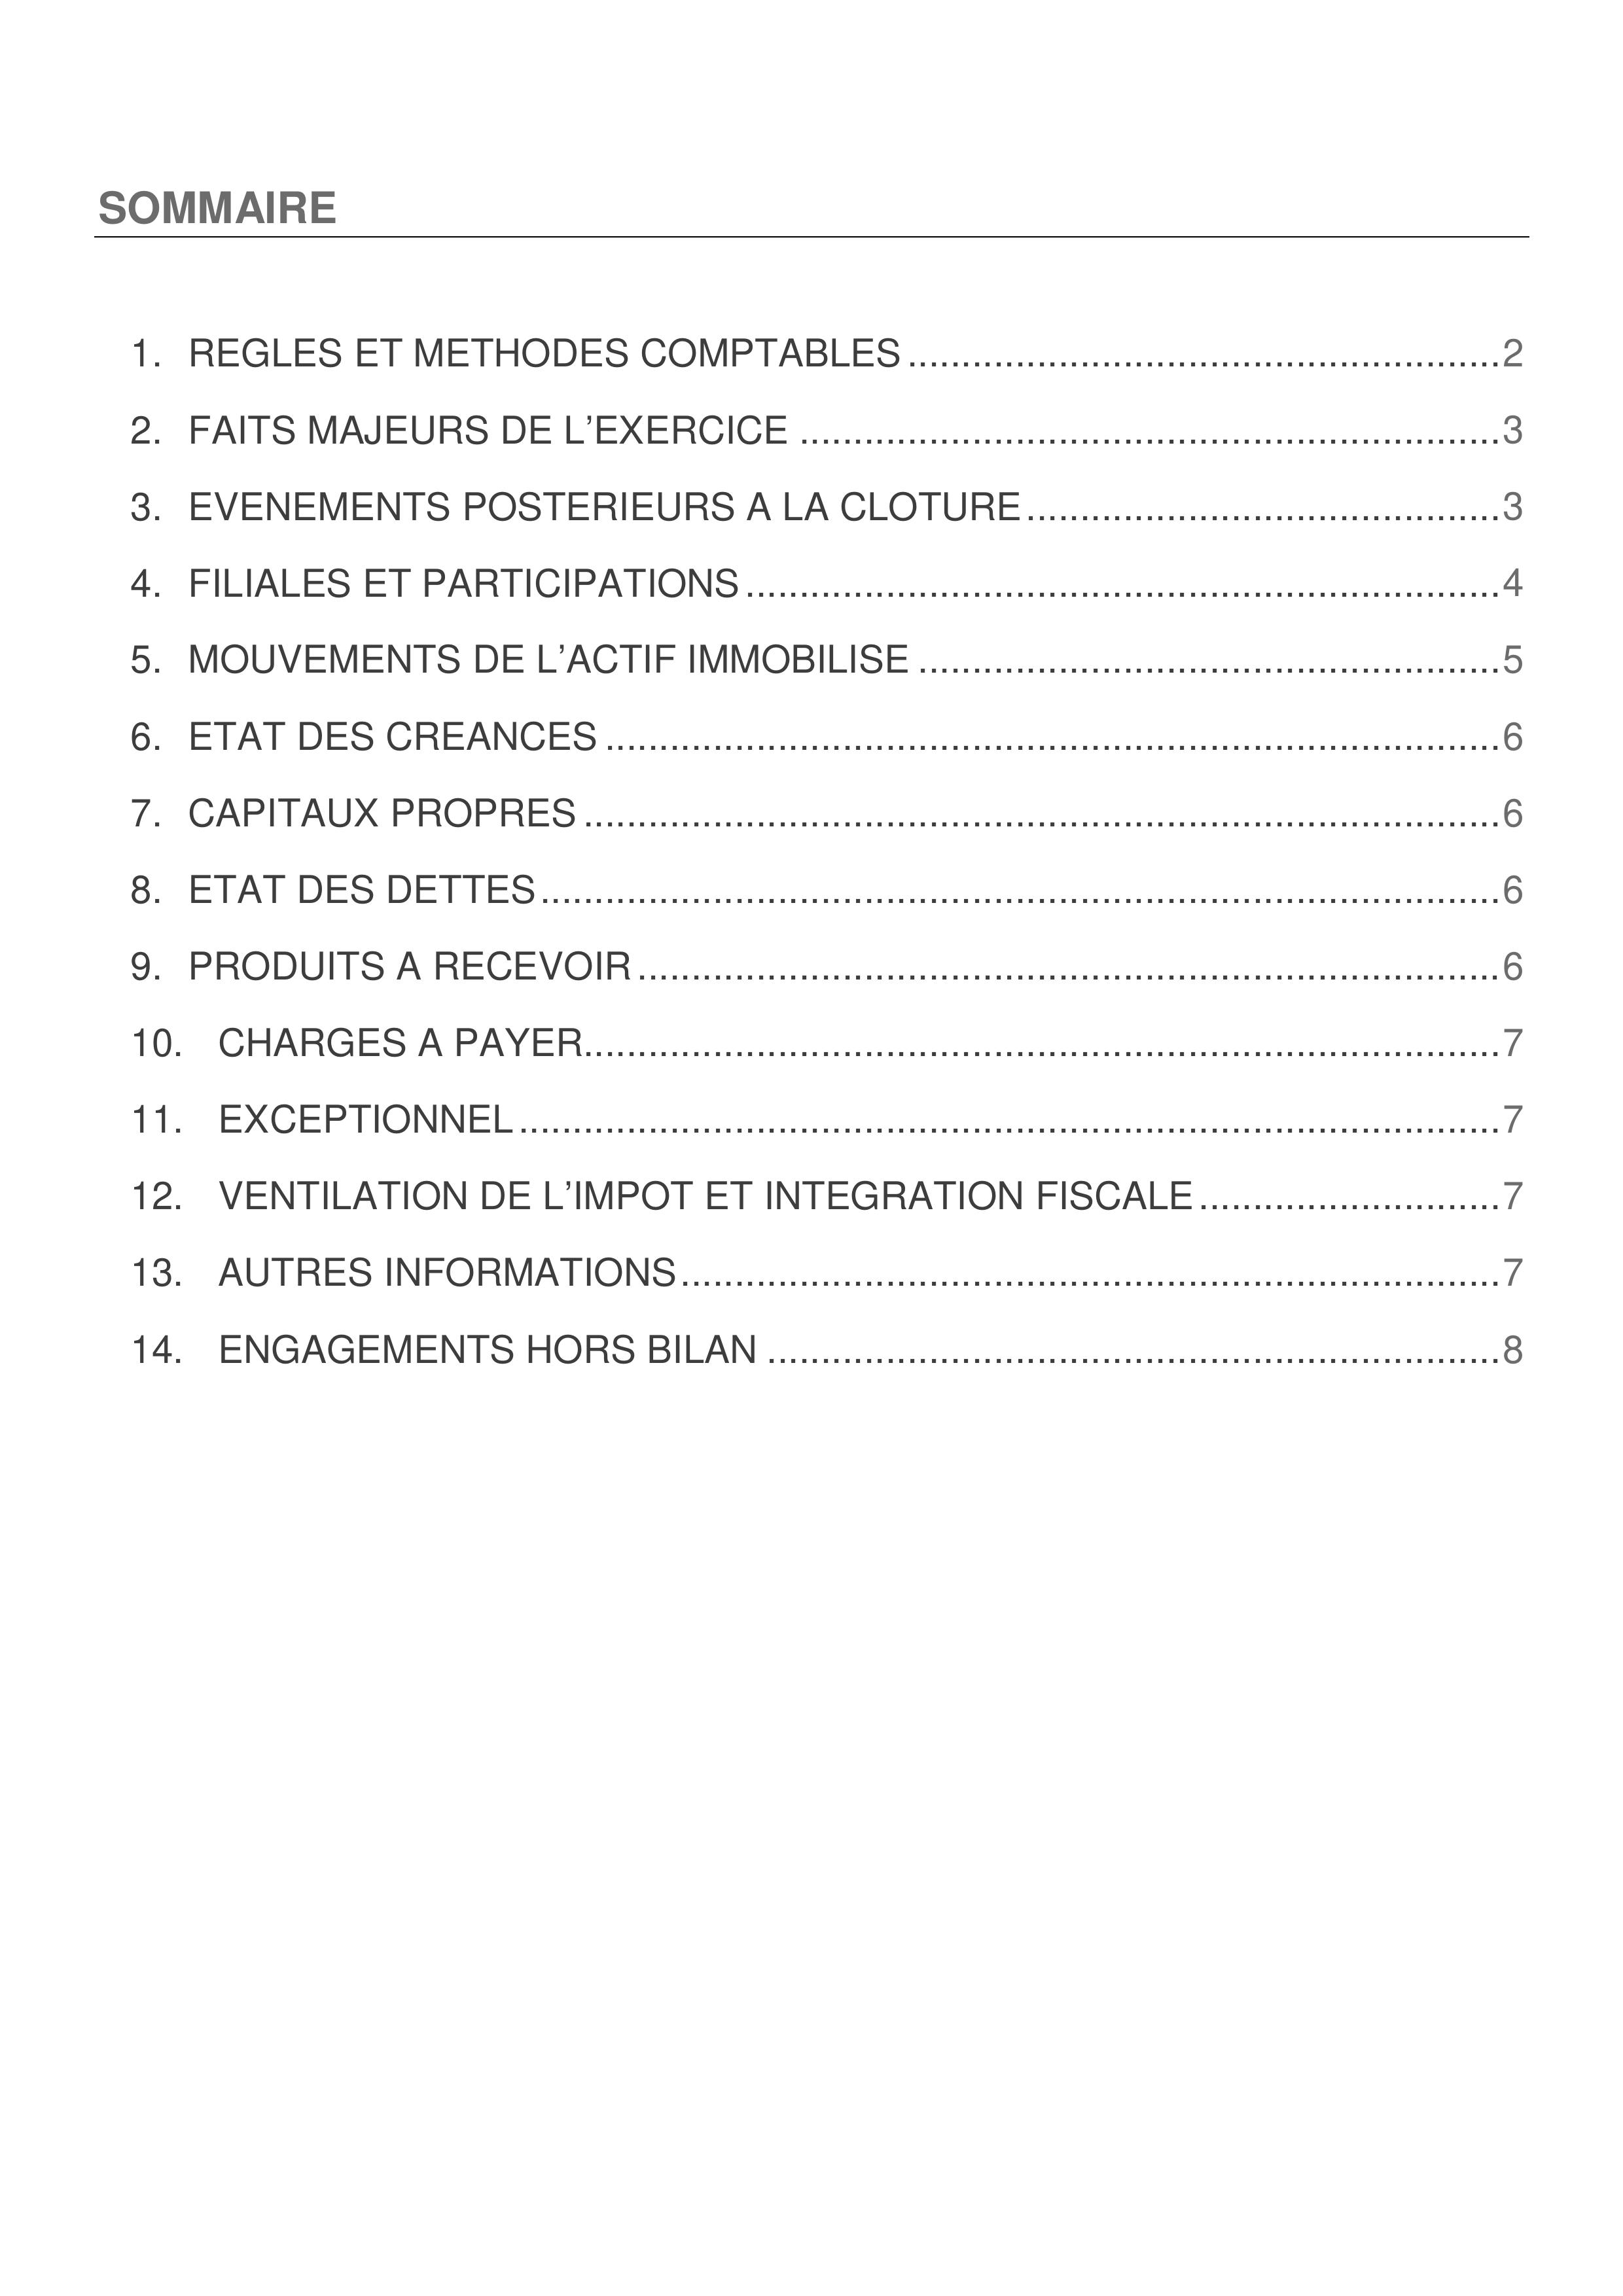 SOMMAIRE
1. REGLES ET METHODES COMPTABLES ....................................................... 2
2. FAITS MAJEURS DE L’EXERCICE ................................................................. 3
3. EVENEMENTS POSTERIEURS A LA CLOTURE ............................................ 3
4. FILIALES ET PARTICIPATIONS ...................................................................... 4
5. MOUVEMENTS DE L’ACTIF IMMOBILISE ...................................................... 5
6. ETAT DES CREANCES ................................................................................... 6
7. CAPITAUX PROPRES ..................................................................................... 6
8. ETAT DES DETTES ......................................................................................... 6
9. PRODUITS A RECEVOIR ................................................................................ 6
10. CHARGES A PAYER..................................................................................... 7
11. EXCEPTIONNEL ........................................................................................... 7
12. VENTILATION DE L’IMPOT ET INTEGRATION FISCALE ............................ 7
13. AUTRES INFORMATIONS ............................................................................ 7
14. ENGAGEMENTS HORS BILAN .................................................................... 8